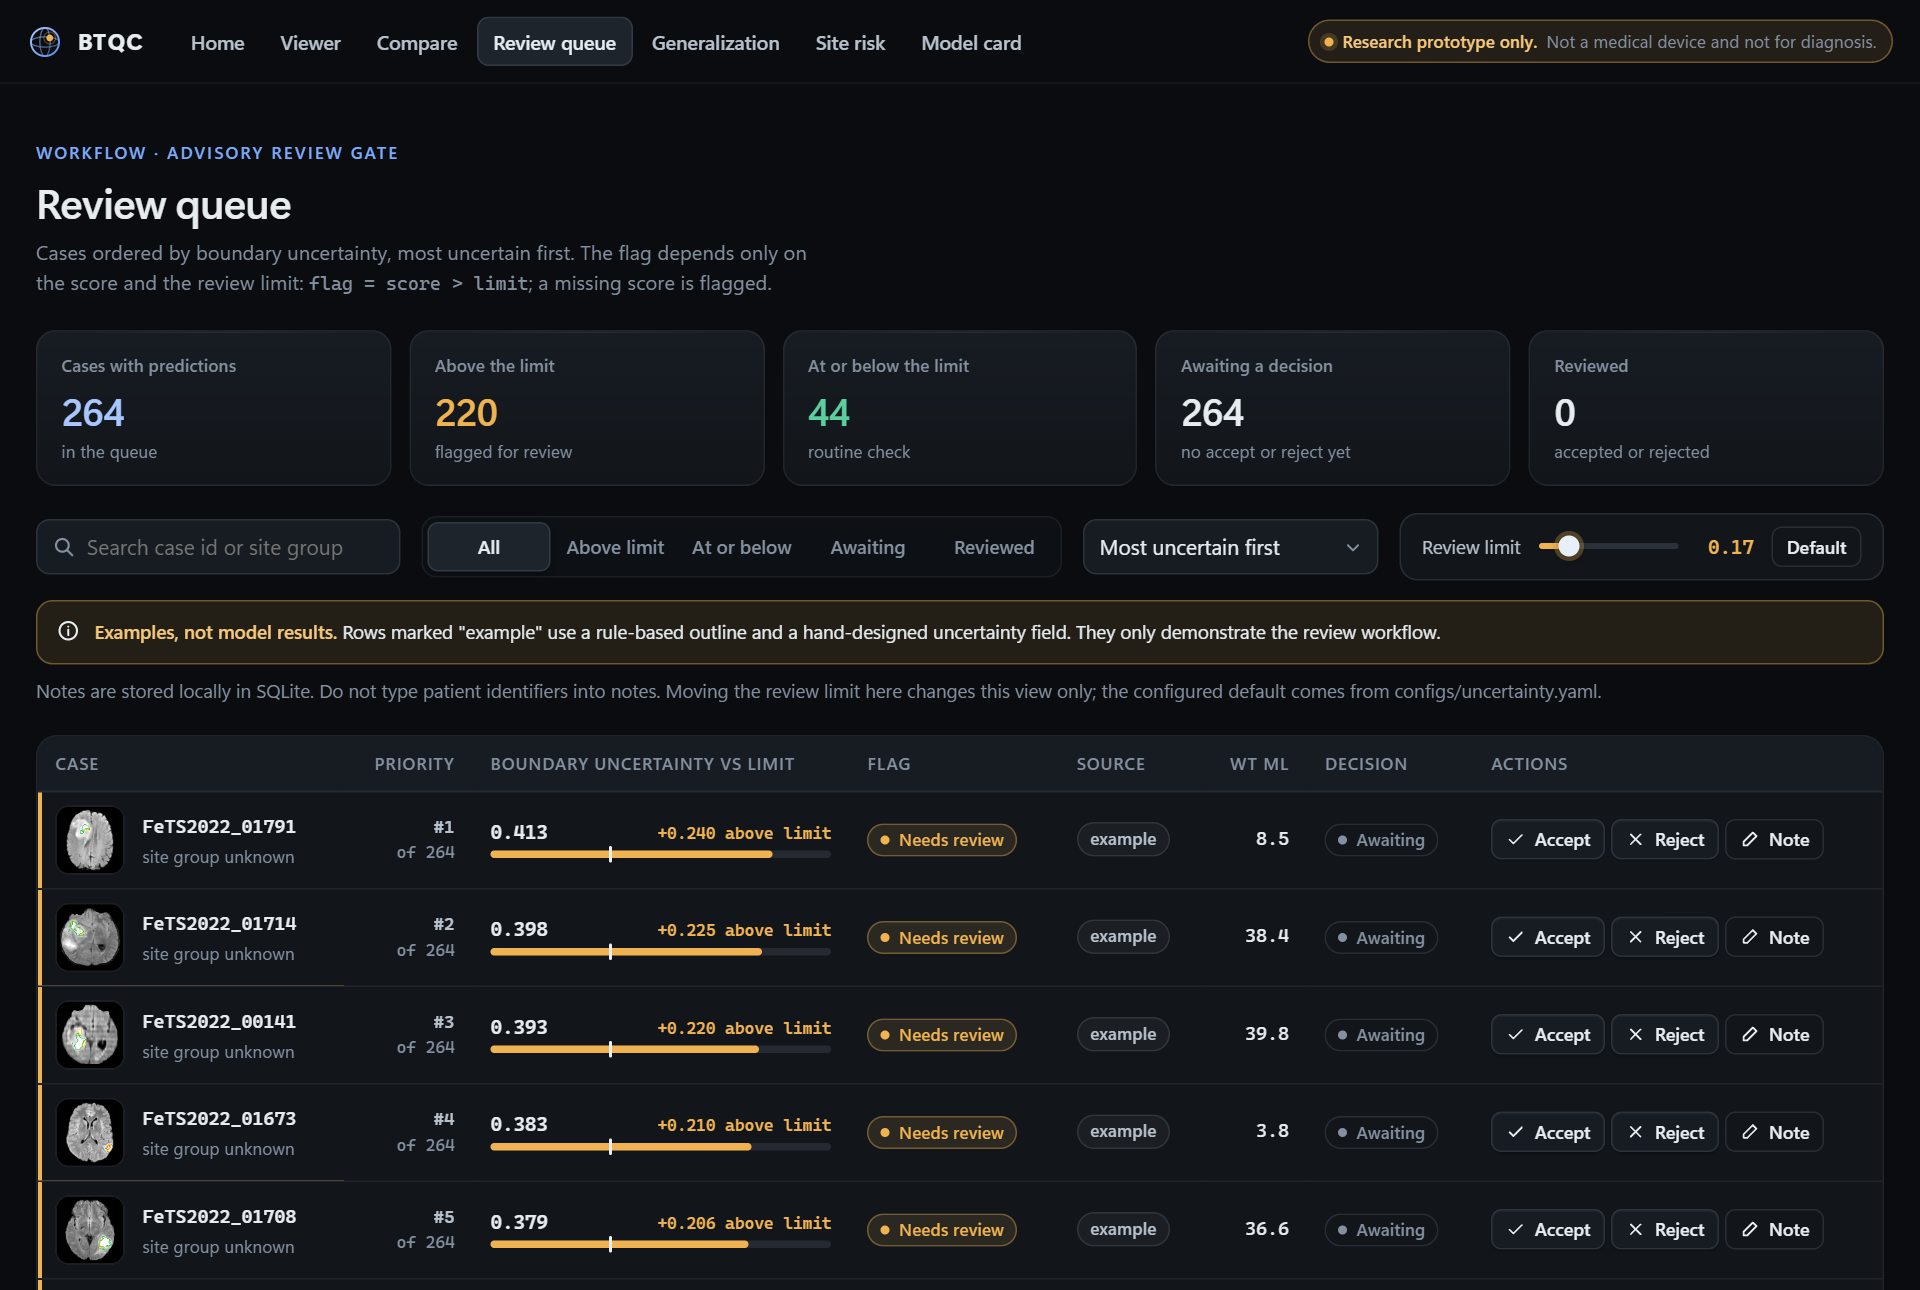 BTQC
Home
Viewer
Compare
Review queue
Generalization
Site risk
Model card
Research prototype only. Not a medical device and not for diagnosis.
WORKFLOW · ADVISORY REVIEW GATE
Review queue
Cases ordered by boundary uncertainty, most uncertain first. The flag depends only on
the score and the review limit: flag = score > limit; a missing score is flagged.
Cases with predictions
264
in the queue
Above the limit
220
flagged for review
At or below the limit
44
routine check
Awaiting a decision
264
no accept or reject yet
Reviewed
0
accepted or rejected
Search case id or site group
All
Above limit
At or below
Awaiting
Reviewed
Most uncertain first
Review limit
0.17
Default
Examples, not model results. Rows marked "example" use a rule-based outline and a hand-designed uncertainty field. They only demonstrate the review workflow.
Notes are stored locally in SQLite. Do not type patient identifiers into notes. Moving the review limit here changes this view only; the configured default comes from configs/uncertainty.yaml.
CASE PRIORITY BOUNDARY UNCERTAINTY VS LIMIT FLAG SOURCE WT ML DECISION ACTIONS
FeTS2022_01791
site group unknown
#1
of 264
0.413
+0.240 above limit
Needs review
example
8.5
Awaiting
Accept
Reject
Note
FeTS2022_01714
site group unknown
#2
of 264
0.398
+0.225 above limit
Needs review
example
38.4
Awaiting
Accept
Reject
Note
FeTS2022_00141
site group unknown
#3
of 264
0.393
+0.220 above limit
Needs review
example
39.8
Awaiting
Accept
Reject
Note
FeTS2022_01673
site group unknown
#4
of 264
0.383
+0.210 above limit
Needs review
example
3.8
Awaiting
Accept
Reject
Note
FeTS2022_01708
site group unknown
#5
of 264
0.379
+0.206 above limit
Needs review
example
36.6
Awaiting
Accept
Reject
Note